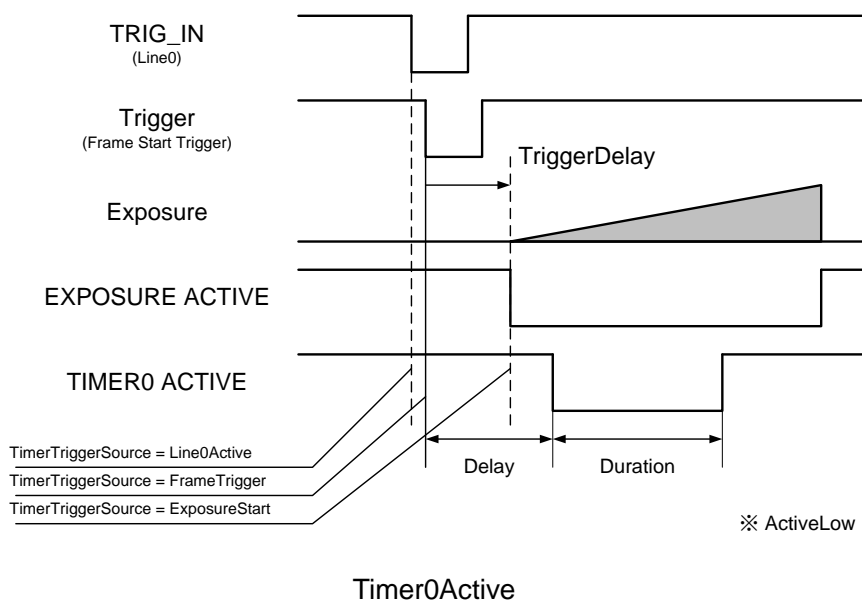 TRIG_IN
(Line0)
Trigger
(Frame Start Trigger)
TriggerDelay
Exposure
EXPOSURE ACTIVE
TIMER0 ACTIVE
TimerTriggerSource = Line0Active
TimerTriggerSource = FrameTrigger
TimerTriggerSource = ExposureStart
Delay
Duration
※ ActiveLow
Timer0Active